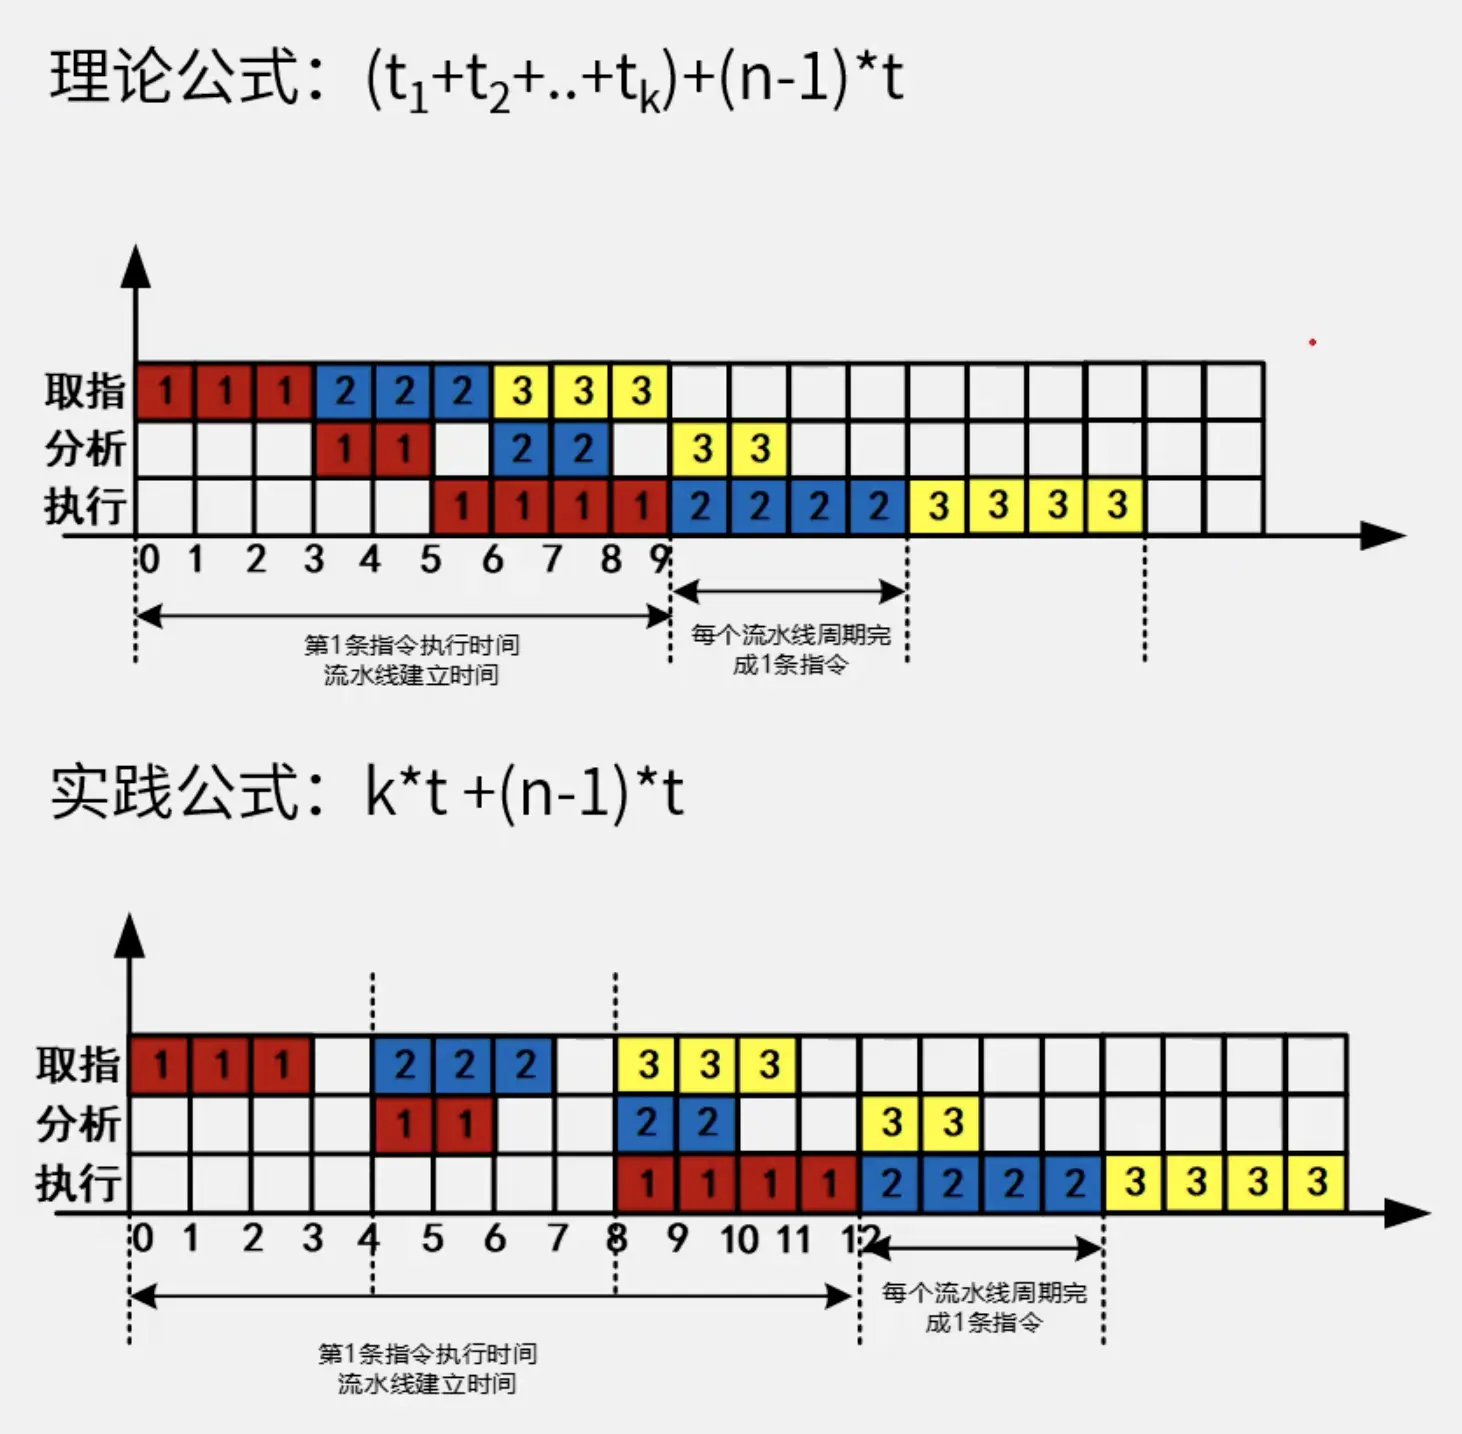 理论公式：(t₁+t₂+..+tₖ)+(n-1)*t
取指 1 1 1 2 2 2 3 3 3
分析 1 1 2 2 3 3
执行 1 1 1 1 2 2 2 2 3 3 3 3
0 1 2 3 4 5 6 7 8 9
第1条指令执行时间
流水线建立时间
每个流水线周期完
成1条指令
实践公式：k*t +(n-1)*t
取指 1 1 1 2 2 2 3 3 3
分析 1 1 2 2 3 3
执行 1 1 1 1 2 2 2 2 3 3 3 3
0 1 2 3 4 5 6 7 8 9 10 11 12
每个流水线周期完
成1条指令
第1条指令执行时间
流水线建立时间